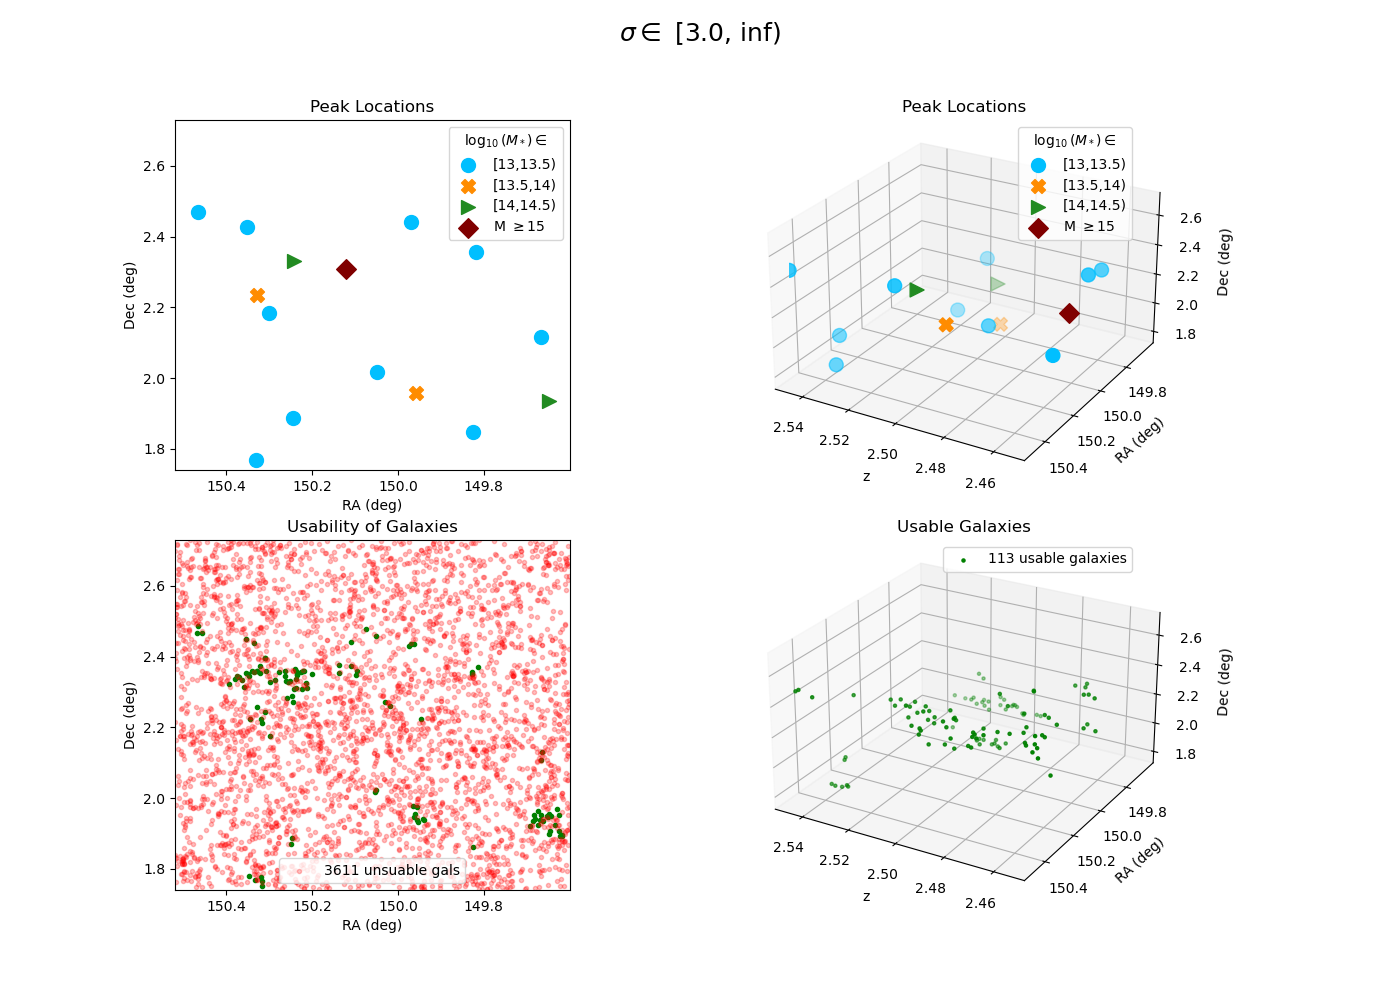 σ ∈ [3.0, inf)
Peak Locations
log₁₀(M*) ∈
[13,13.5)
[13.5,14)
[14,14.5)
M ≥15
2.6
2.4
2.2
2.0
1.8
Dec (deg)
150.4 150.2 150.0 149.8
RA (deg)
Peak Locations
log₁₀(M*) ∈
[13,13.5)
[13.5,14)
[14,14.5)
M ≥15
2.6
2.4
2.2
2.0
1.8
Dec (deg)
149.8
150.0
150.2
150.4
RA (deg)
2.54
2.52
2.50
2.48
2.46
z
Usability of Galaxies
2.6
2.4
2.2
2.0
1.8
Dec (deg)
3611 unsuable gals
150.4 150.2 150.0 149.8
RA (deg)
Usable Galaxies
113 usable galaxies
2.6
2.4
2.2
2.0
1.8
Dec (deg)
149.8
150.0
150.2
150.4
RA (deg)
2.54
2.52
2.50
2.48
2.46
z